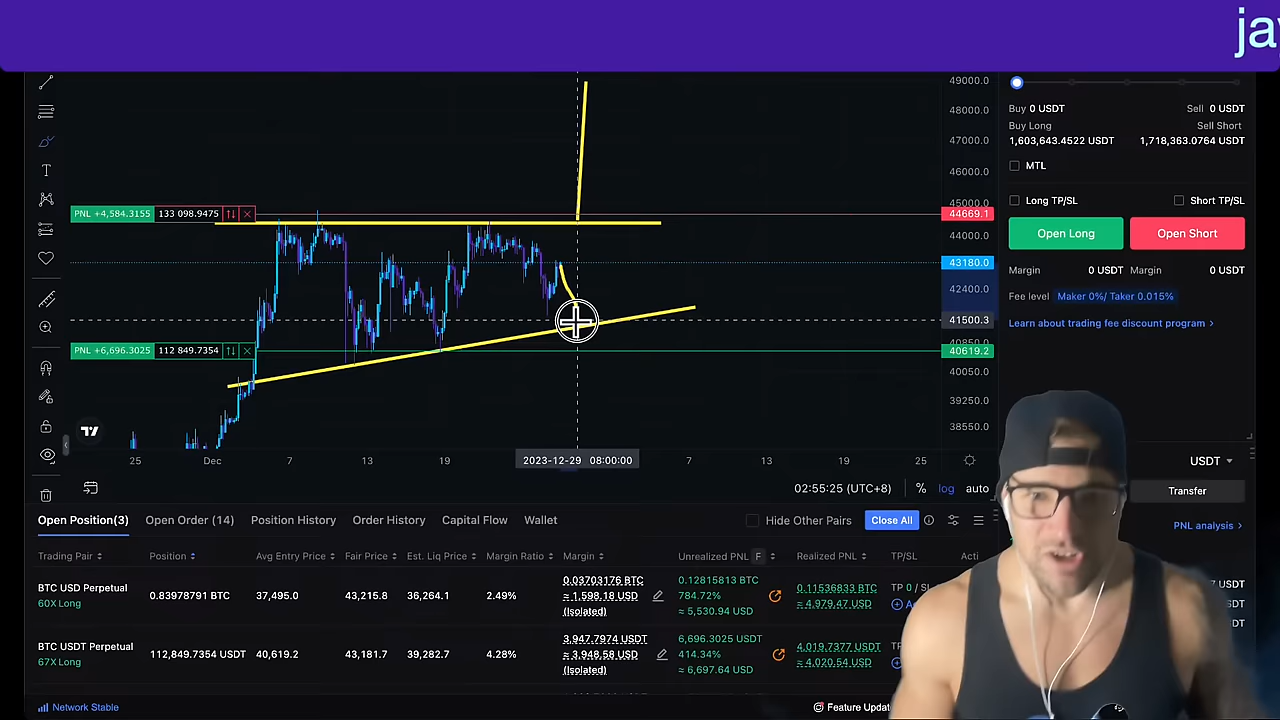 ja
49000.0
48000.0
47000.0
46000.0
45000.0
44669.1
44000.0
43180.0
42400.0
41500.3
40619.2
40050.0
39250.0
38550.0
PNL +4,584.3155 133 098.9475
PNL +6,696.3025 112 849.7354
25 Dec 7 13 19 2023-12-29 08:00:00 7 13 19 25
02:55:25 (UTC+8) % log auto
Buy 0 USDT Sell 0 USDT
Buy Long Sell Short
1,603,643.4522 USDT 1,718,363.0764 USDT
MTL
Long TP/SL Short TP/SL
Open Long Open Short
Margin 0 USDT Margin 0 USDT
Fee level Maker 0%/ Taker 0.015%
Learn about trading fee discount program >
USDT
Transfer
PNL analysis >
Open Position(3) Open Order (14) Position History Order History Capital Flow Wallet Hide Other Pairs Close All
Trading Pair Position Avg Entry Price Fair Price Est. Liq Price Margin Ratio Margin Unrealized PNL F Realized PNL TP/SL Acti
BTC USD Perpetual
60X Long
0.83978791 BTC 37,495.0 43,215.8 36,264.1 2.49%
0.03703176 BTC
≈ 1,598.18 USD
(Isolated)
0.12815813 BTC
784.72%
≈ 5,530.94 USD
0.11536833 BTC
≈ 4,979.47 USD
TP 0 / SL
BTC USDT Perpetual
67X Long
112,849.7354 USDT 40,619.2 43,181.7 39,282.7 4.28%
3,947.7974 USDT
≈ 3,948.58 USD
(Isolated)
6,696.3025 USDT
414.34%
≈ 6,697.64 USD
4,019.7377 USDT
≈ 4,020.54 USD
Network Stable
Feature Updat